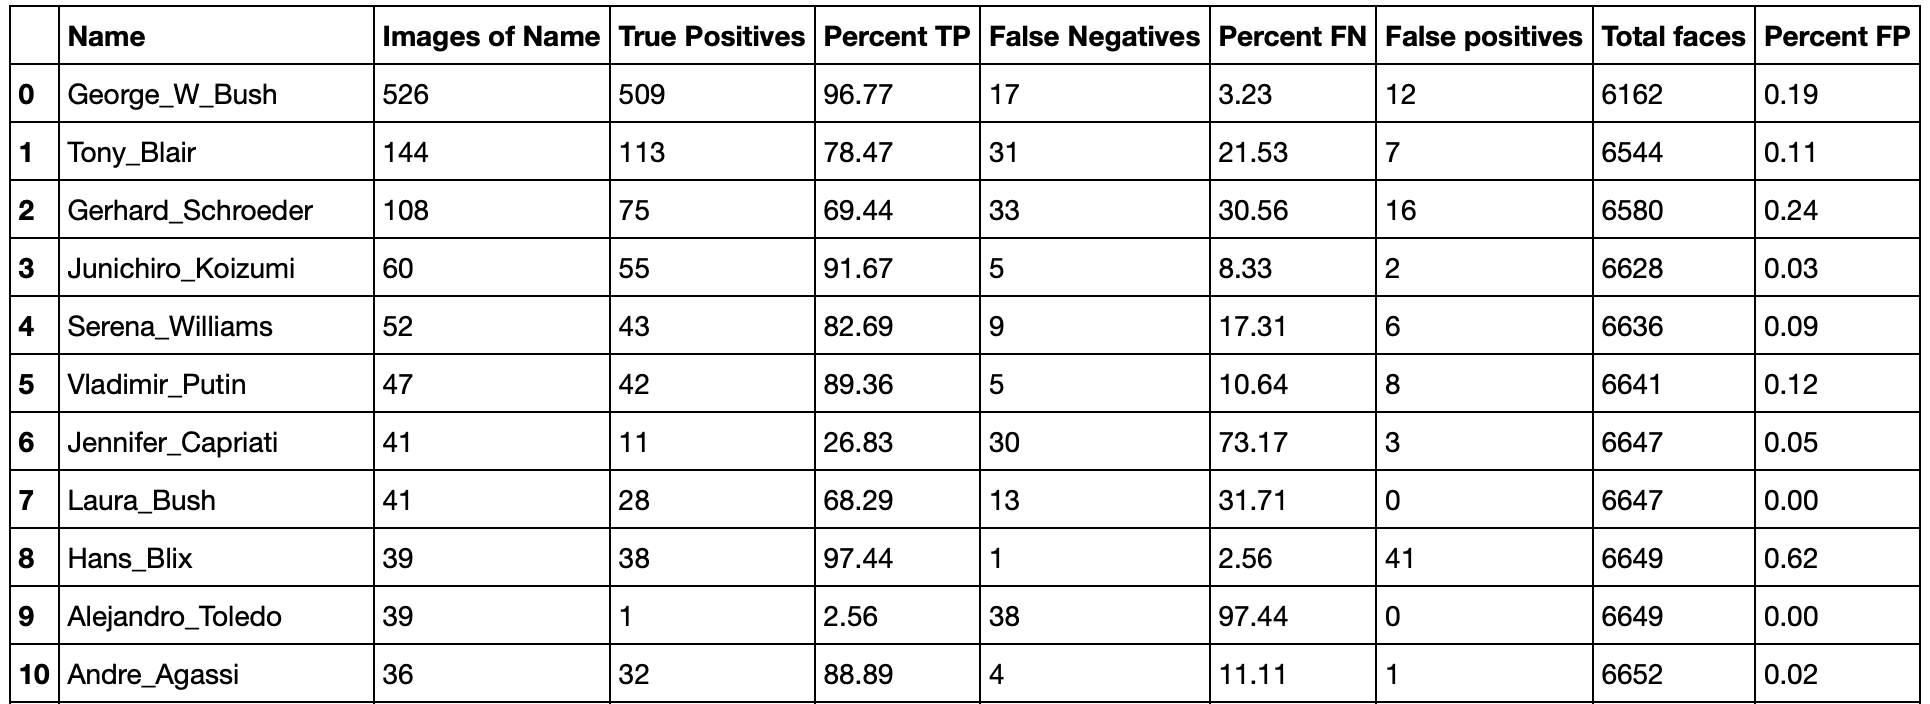 Name Images of Name True Positives Percent TP False Negatives Percent FN False positives Total faces Percent FP
0 George_W_Bush 526 509 96.77 17 3.23 12 6162 0.19
1 Tony_Blair 144 113 78.47 31 21.53 7 6544 0.11
2 Gerhard_Schroeder 108 75 69.44 33 30.56 16 6580 0.24
3 Junichiro_Koizumi 60 55 91.67 5 8.33 2 6628 0.03
4 Serena_Williams 52 43 82.69 9 17.31 6 6636 0.09
5 Vladimir_Putin 47 42 89.36 5 10.64 8 6641 0.12
6 Jennifer_Capriati 41 11 26.83 30 73.17 3 6647 0.05
7 Laura_Bush 41 28 68.29 13 31.71 0 6647 0.00
8 Hans_Blix 39 38 97.44 1 2.56 41 6649 0.62
9 Alejandro_Toledo 39 1 2.56 38 97.44 0 6649 0.00
10 Andre_Agassi 36 32 88.89 4 11.11 1 6652 0.02